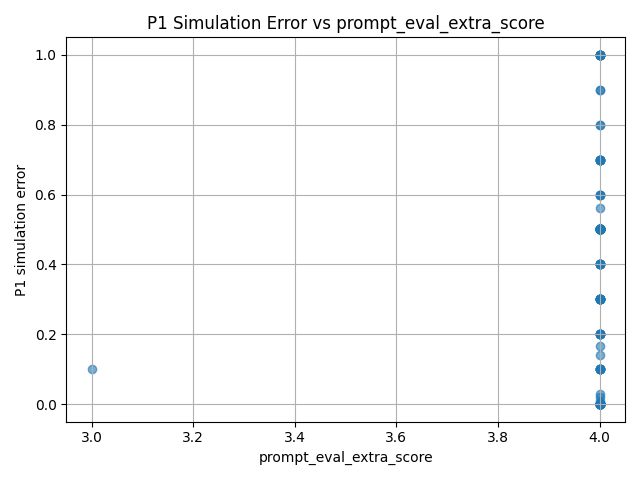 P1 Simulation Error vs prompt_eval_extra_score
1.0
0.8
0.6
0.4
0.2
0.0
P1 simulation error
3.0 3.2 3.4 3.6 3.8 4.0
prompt_eval_extra_score